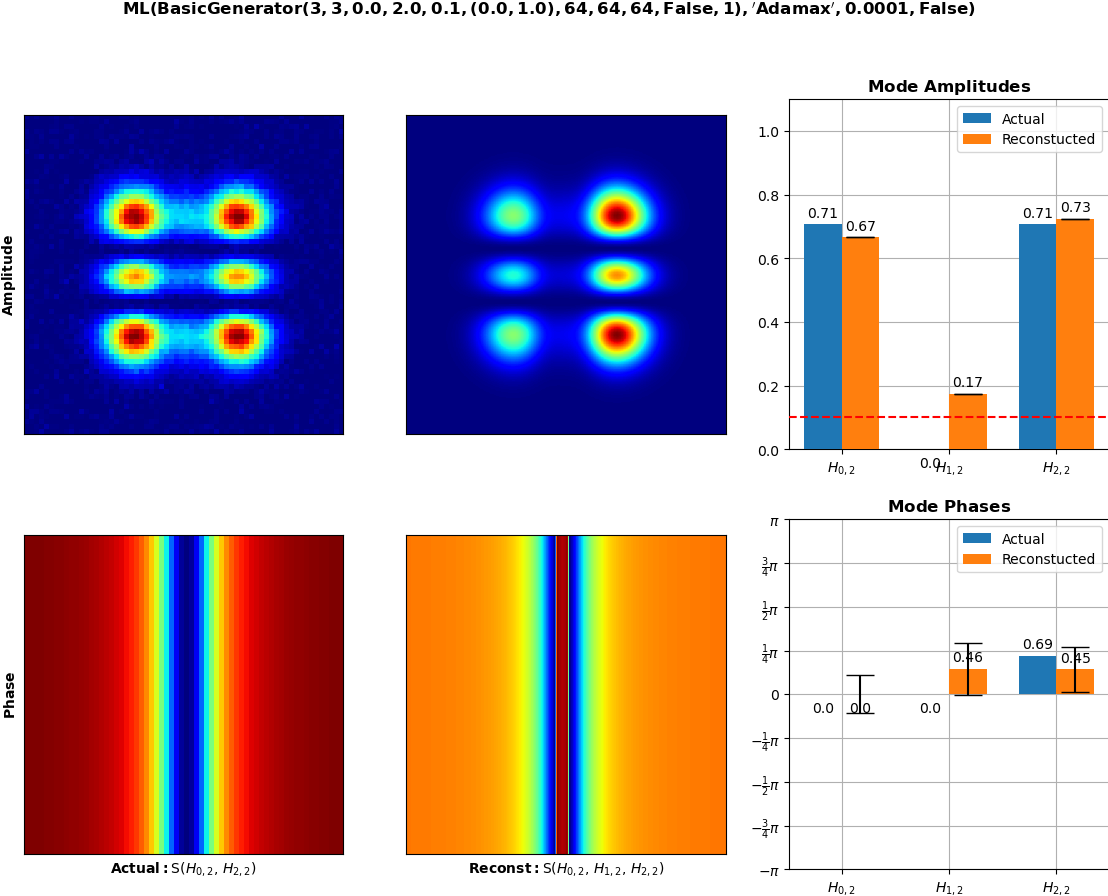 ML(BasicGenerator(3, 3, 0.0, 2.0, 0.1, (0.0, 1.0), 64, 64, 64, False, 1), ′Adamax′, 0.0001, False)
Amplitude
Mode Amplitudes
Actual
Reconstucted
1.0
0.8
0.6
0.4
0.2
0.0
0.71
0.67
0.0
0.17
0.71
0.73
H0,2
H1,2
H2,2
Phase
Actual: S(H0,2, H2,2)
Reconst: S(H0,2, H1,2, H2,2)
Mode Phases
Actual
Reconstucted
π
3/4π
1/2π
1/4π
0
−1/4π
−1/2π
−3/4π
−π
0.0
0.0
0.0
0.46
0.69
0.45
H0,2
H1,2
H2,2